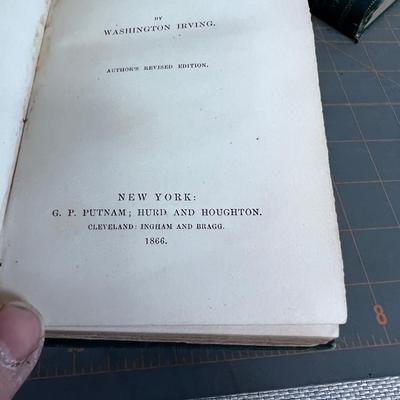 BY
WASHINGTON IRVING.
AUTHOR'S REVISED EDITION.
NEW YORK:
G. P. PUTNAM; HURD AND HOUGHTON.
CLEVELAND: INGHAM AND BRAGG.
1866.
8